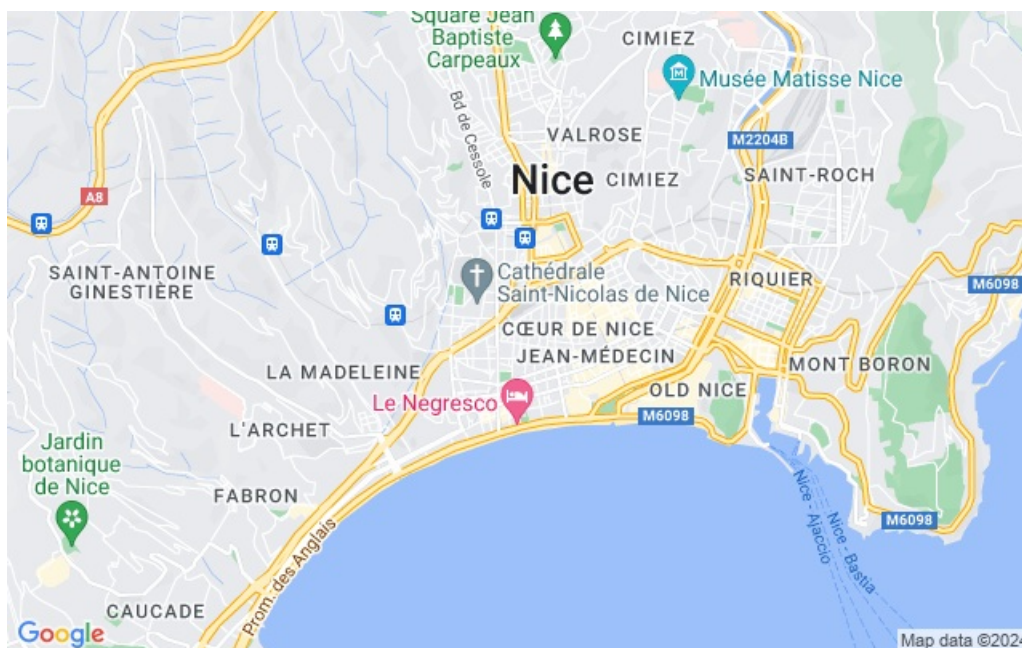 Square Jean
Baptiste
Carpeaux
CIMIEZ
Musée Matisse Nice
Bd de Cessole
VALROSE
M2204B
Nice
CIMIEZ
SAINT-ROCH
A8
SAINT-ANTOINE
GINESTIÈRE
Cathédrale
Saint-Nicolas de Nice
RIQUIER
M6098
CŒUR DE NICE
JEAN-MÉDECIN
LA MADELEINE
MONT BORON
OLD NICE
Le Negresco
M6098
L'ARCHET
Jardin
botanique
de Nice
FABRON
Prom. des Anglais
Nice - Ajaccio
Nice - Bastia
M6098
CAUCADE
Google
Map data ©2024